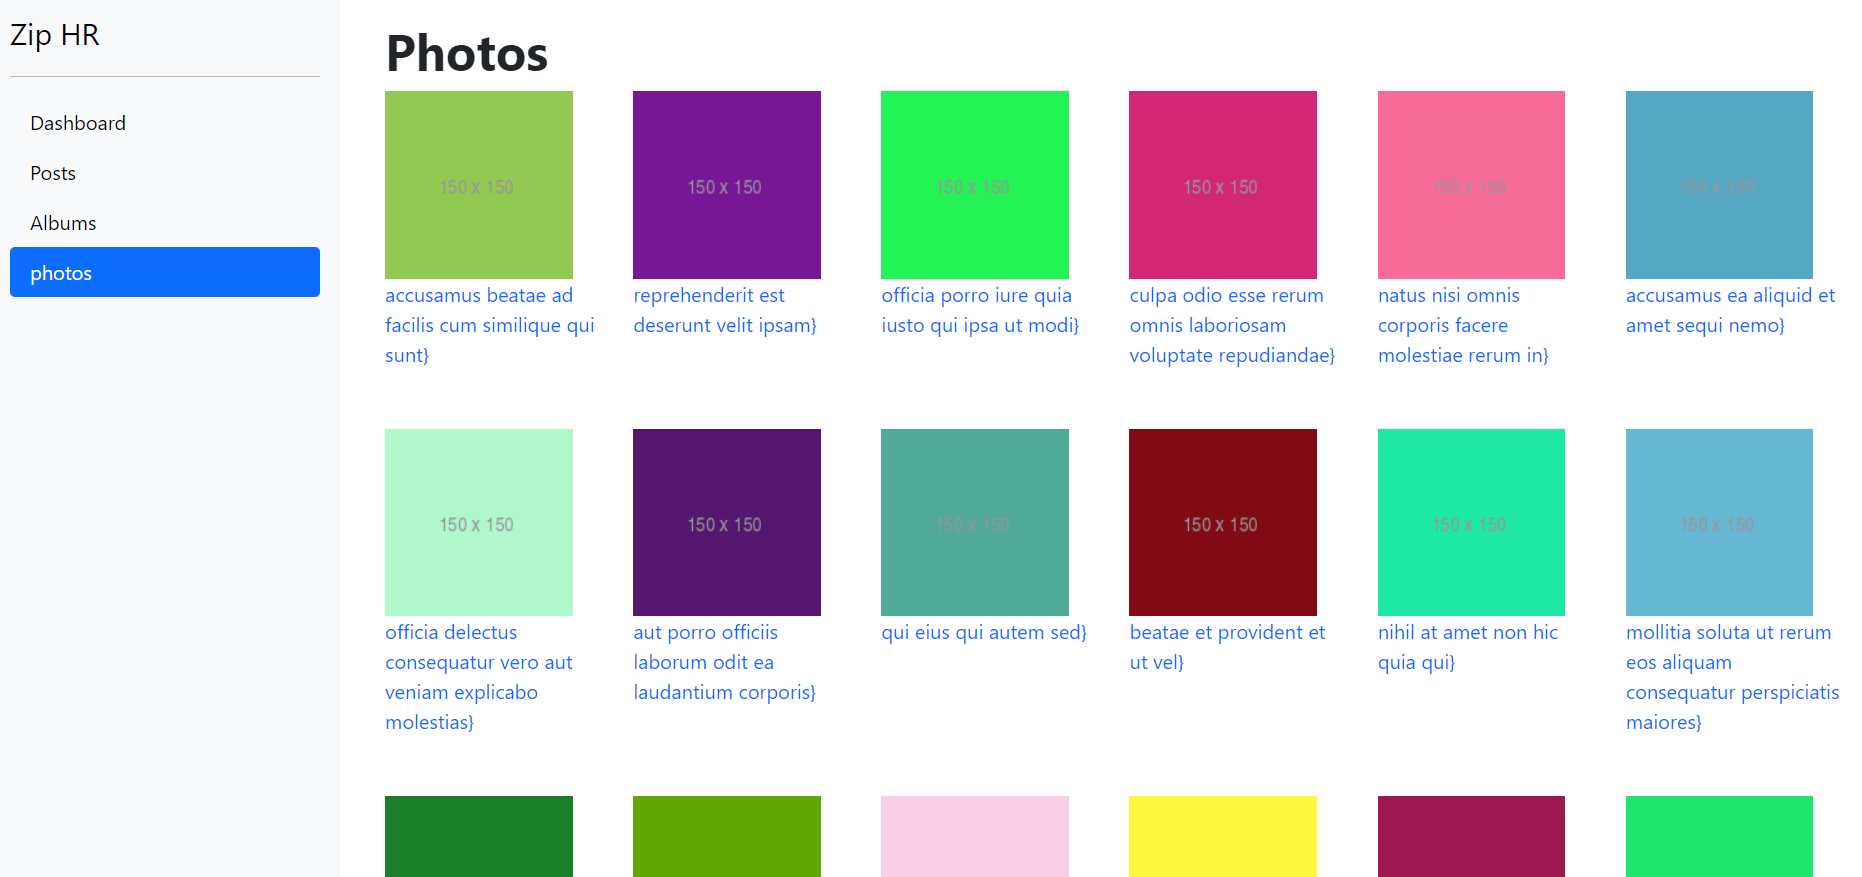 Zip HR
Dashboard
Posts
Albums
photos
Photos
150 x 150
accusamus beatae ad
facilis cum similique qui
sunt}
150 x 150
reprehenderit est
deserunt velit ipsam}
150 x 150
officia porro iure quia
iusto qui ipsa ut modi}
150 x 150
culpa odio esse rerum
omnis laboriosam
voluptate repudiandae}
150 x 150
natus nisi omnis
corporis facere
molestiae rerum in}
150 x 150
accusamus ea aliquid et
amet sequi nemo}
150 x 150
officia delectus
consequatur vero aut
veniam explicabo
molestias}
150 x 150
aut porro officiis
laborum odit ea
laudantium corporis}
150 x 150
qui eius qui autem sed}
150 x 150
beatae et provident et
ut vel}
150 x 150
nihil at amet non hic
quia qui}
150 x 150
mollitia soluta ut rerum
eos aliquam
consequatur perspiciatis
maiores}